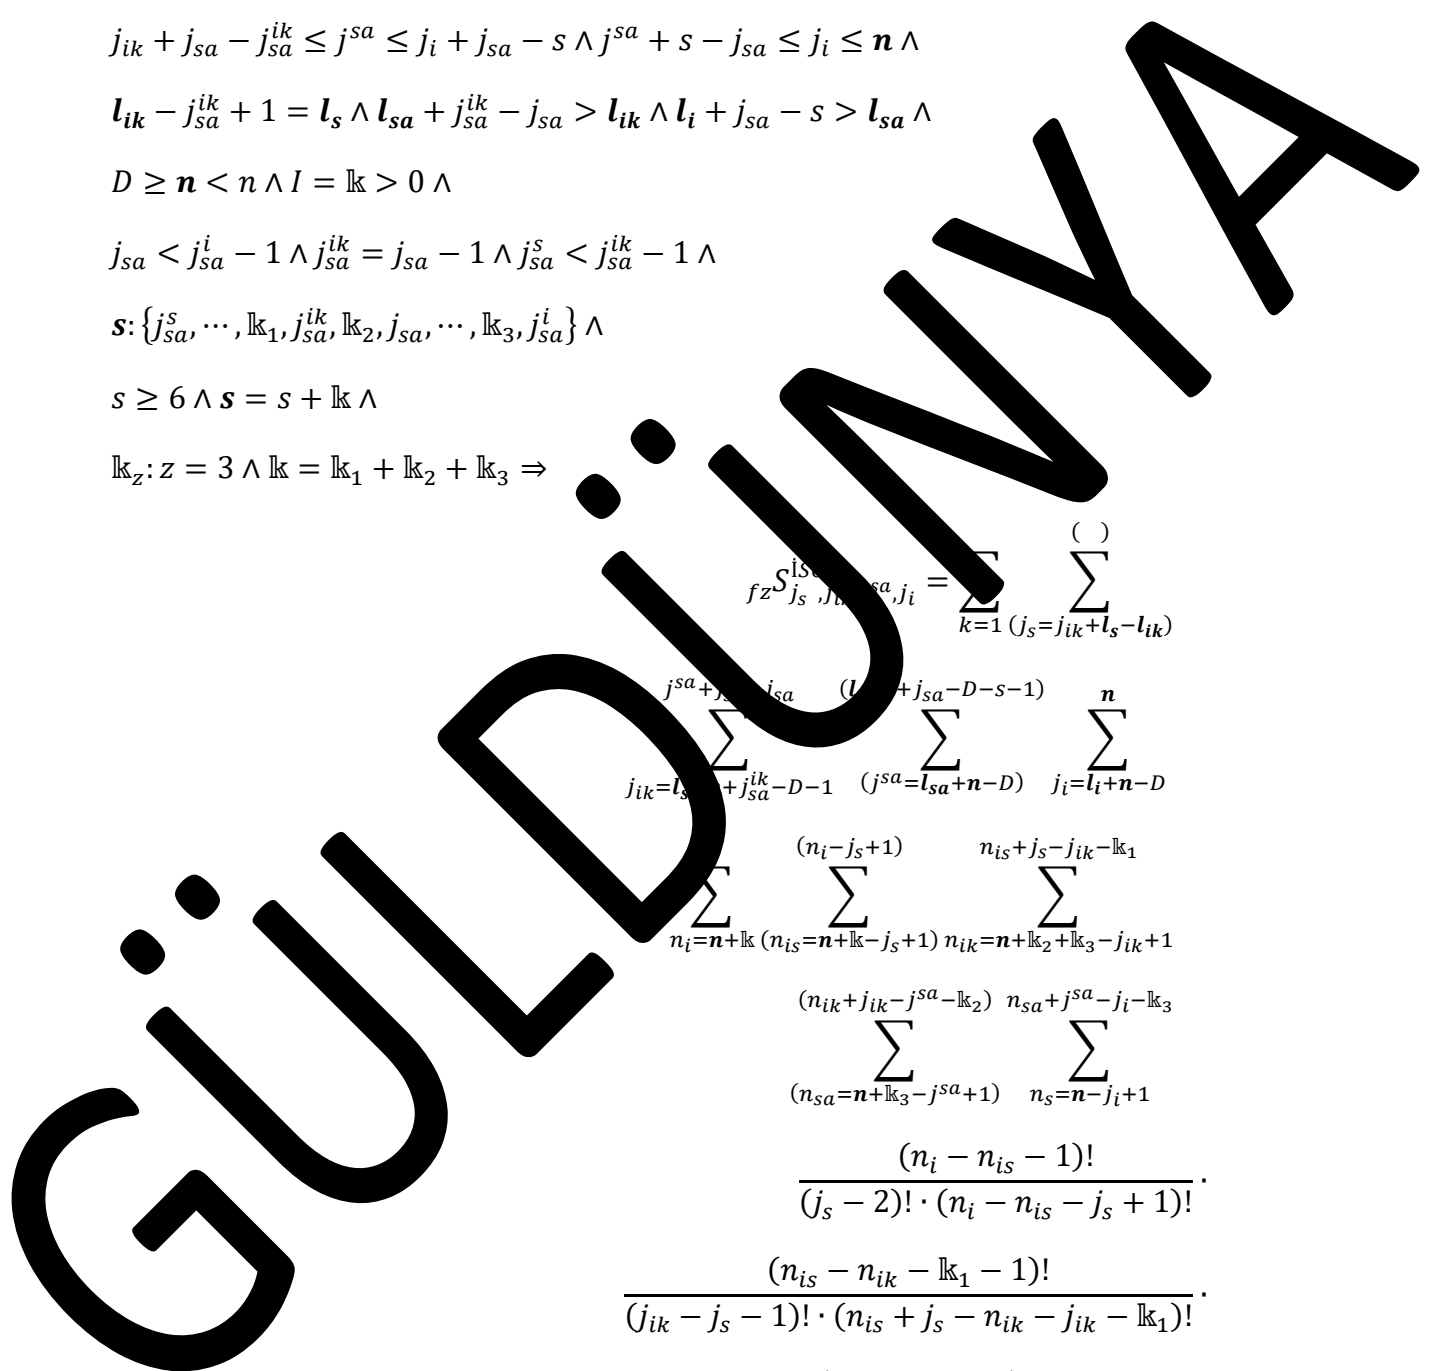 j_{ik} + j_{sa} − j_{sa}^{ik} ≤ j^{sa} ≤ j_i + j_{sa} − s ∧ j^{sa} + s − j_{sa} ≤ j_i ≤ n ∧
l_{ik} − j_{sa}^{ik} + 1 = l_s ∧ l_{sa} + j_{sa}^{ik} − j_{sa} > l_{ik} ∧ l_i + j_{sa} − s > l_{sa} ∧
D ≥ n < n ∧ I = 𝕜 > 0 ∧
j_{sa} < j_{sa}^i − 1 ∧ j_{sa}^{ik} = j_{sa} − 1 ∧ j_{sa}^s < j_{sa}^{ik} − 1 ∧
s: {j_{sa}^s, ⋯, 𝕜_1, j_{sa}^{ik}, 𝕜_2, j_{sa}, ⋯, 𝕜_3, j_{sa}^i} ∧
s ≥ 6 ∧ s = s + 𝕜 ∧
𝕜_z: z = 3 ∧ 𝕜 = 𝕜_1 + 𝕜_2 + 𝕜_3 ⇒
GÜLDÜNYA
( )
_{fz}S_{j_s ,j_i} = ∑ ∑
k=1 (j_s=j_{ik}+l_s−l_{ik})
j_{sa} +j_{sa}−D−s−1) n
∑ ∑ ∑
+j_{sa}^{ik}−D−1 (j^{sa}=l_{sa}+n−D) j_i=l_i+n−D
(n_i−j_s+1) n_{is}+j_s−j_{ik}−𝕜_1
∑ ∑ ∑
n_i=n+𝕜 (n_{is}=n+𝕜−j_s+1) n_{ik}=n+𝕜_2+𝕜_3−j_{ik}+1
(n_{ik}+j_{ik}−j^{sa}−𝕜_2) n_{sa}+j^{sa}−j_i−𝕜_3
∑ ∑
(n_{sa}=n+𝕜_3−j^{sa}+1) n_s=n−j_i+1
(n_i − n_{is} − 1)!
(j_s − 2)! · (n_i − n_{is} − j_s + 1)! ·
(n_{is} − n_{ik} − 𝕜_1 − 1)!
(j_{ik} − j_s − 1)! · (n_{is} + j_s − n_{ik} − j_{ik} − 𝕜_1)! ·